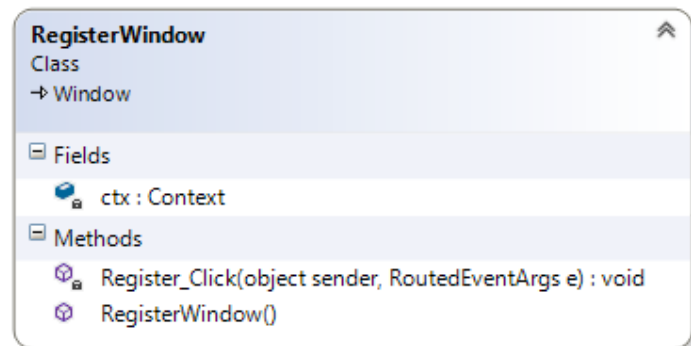 RegisterWindow
Class
Window
Fields
ctx : Context
Methods
Register_Click(object sender, RoutedEventArgs e) : void
RegisterWindow()